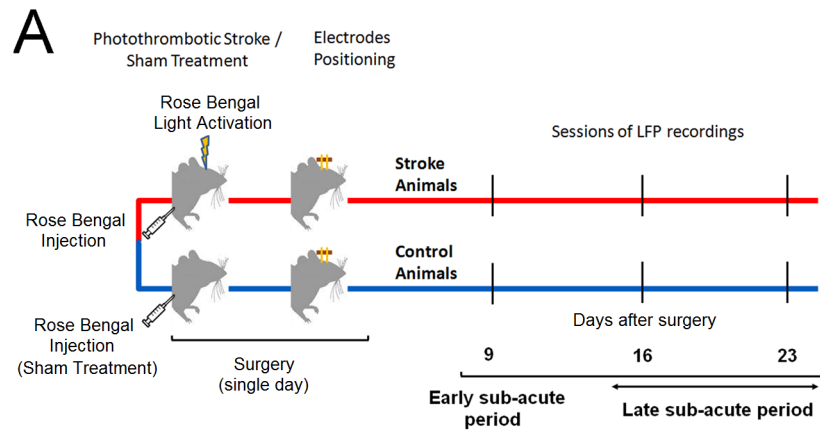 A
Photothrombotic Stroke /
Sham Treatment
Electrodes
Positioning
Rose Bengal
Light Activation
Sessions of LFP recordings
Stroke
Animals
Rose Bengal
Injection
Control
Animals
Rose Bengal
Injection
(Sham Treatment)
Surgery
(single day)
Days after surgery
9
16
23
Early sub-acute
period
Late sub-acute period